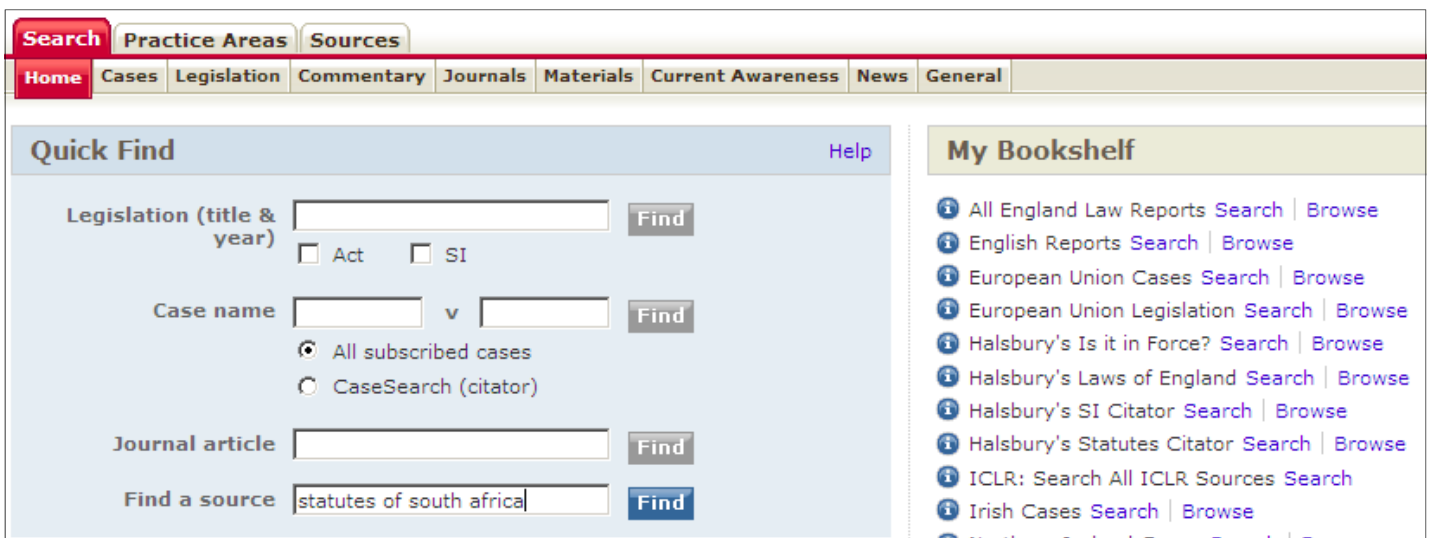 Search Practice Areas Sources
Home Cases Legislation Commentary Journals Materials Current Awareness News General
Quick Find Help
Legislation (title &
year)
Find
Act SI
Case name v Find
All subscribed cases
CaseSearch (citator)
Journal article Find
Find a source statutes of south africa Find
My Bookshelf
All England Law Reports Search | Browse
English Reports Search | Browse
European Union Cases Search | Browse
European Union Legislation Search | Browse
Halsbury's Is it in Force? Search | Browse
Halsbury's Laws of England Search | Browse
Halsbury's SI Citator Search | Browse
Halsbury's Statutes Citator Search | Browse
ICLR: Search All ICLR Sources Search
Irish Cases Search | Browse